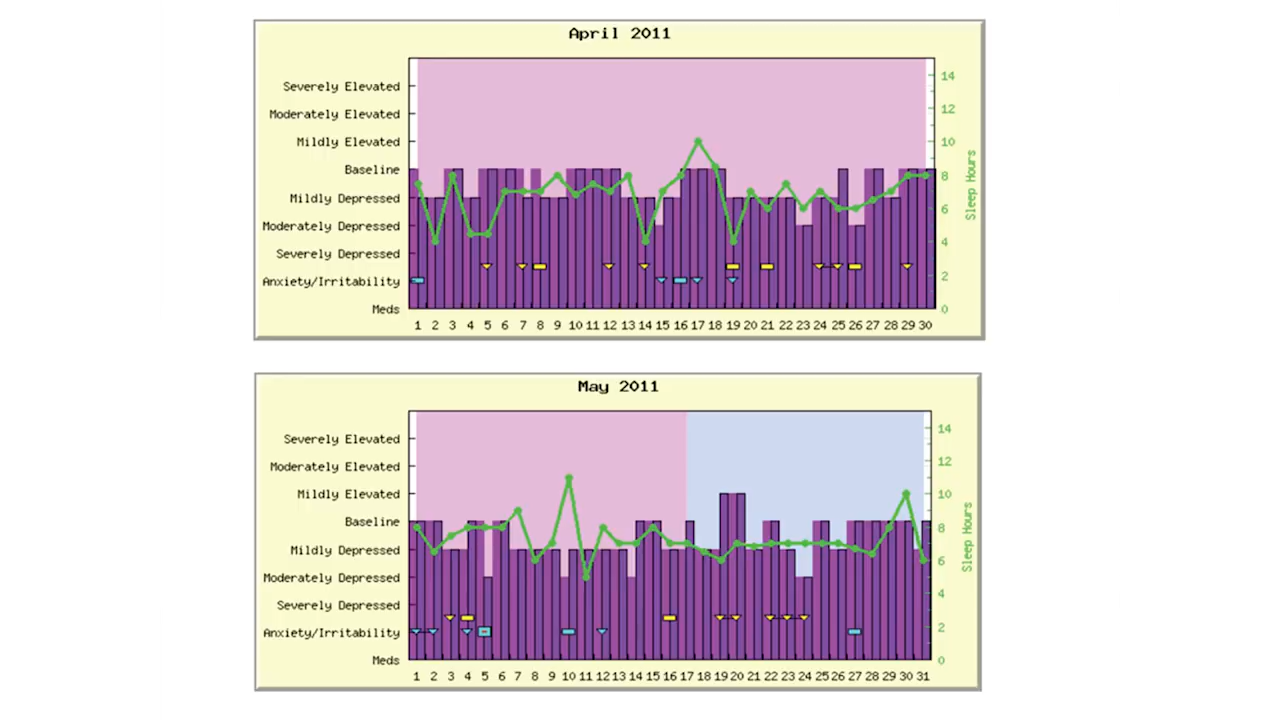 April 2011
Severely Elevated
Moderately Elevated
Mildly Elevated
Baseline
Mildly Depressed
Moderately Depressed
Severely Depressed
Anxiety/Irritability
Meds
14
12
10
8
6
4
2
0
Sleep Hours
1 2 3 4 5 6 7 8 9 10 11 12 13 14 15 16 17 18 19 20 21 22 23 24 25 26 27 28 29 30
May 2011
Severely Elevated
Moderately Elevated
Mildly Elevated
Baseline
Mildly Depressed
Moderately Depressed
Severely Depressed
Anxiety/Irritability
Meds
14
12
10
8
6
4
2
0
Sleep Hours
1 2 3 4 5 6 7 8 9 10 11 12 13 14 15 16 17 18 19 20 21 22 23 24 25 26 27 28 29 30 31